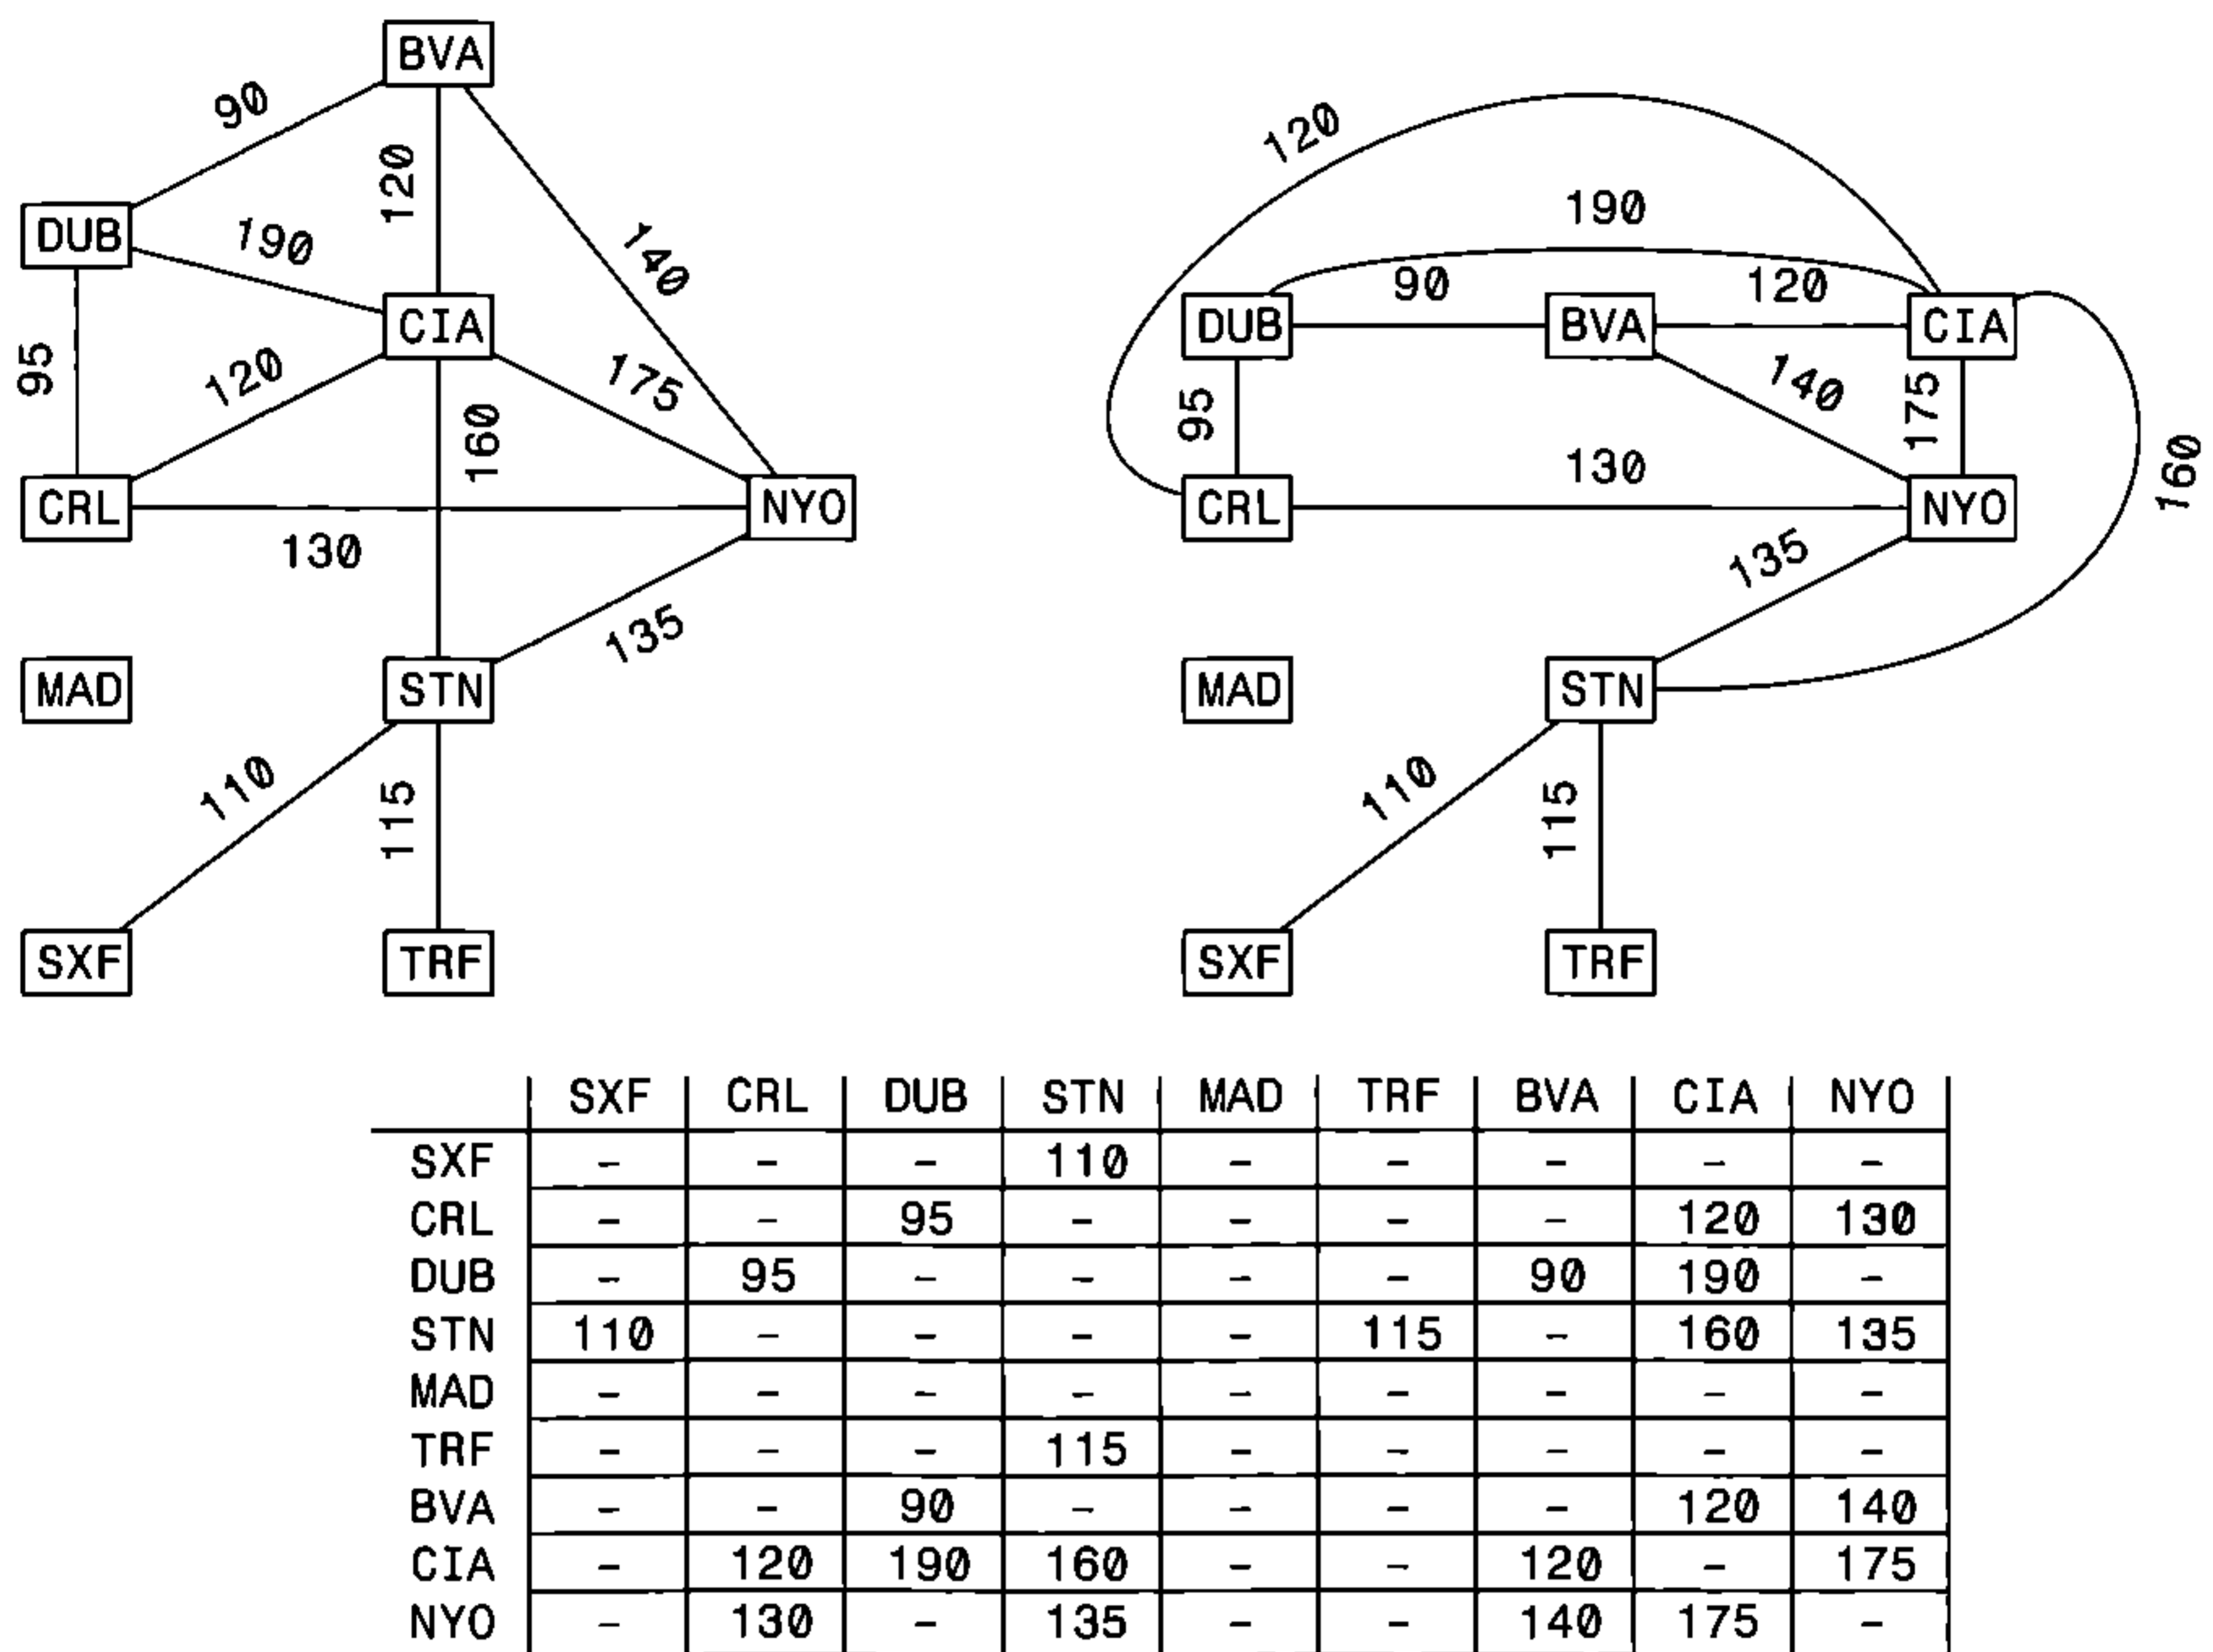 BVA
90
120
DUB
190
140
CIA
95
120
175
160
CRL
NYO
130
135
MAD
STN
110
115
SXF
TRF
120
190
90
120
DUB
BVA
CIA
95
140
175
130
160
CRL
NYO
135
MAD
STN
110
115
SXF
TRF
SXF CRL DUB STN MAD TRF BVA CIA NYO
SXF - - - 110 - - - - -
CRL - - 95 - - - - 120 130
DUB - 95 - - - - 90 190 -
STN 110 - - - - 115 - 160 135
MAD - - - - - - - - -
TRF - - - 115 - - - - -
BVA - - 90 - - - - 120 140
CIA - 120 190 160 - - 120 - 175
NYO - 130 - 135 - - 140 175 -